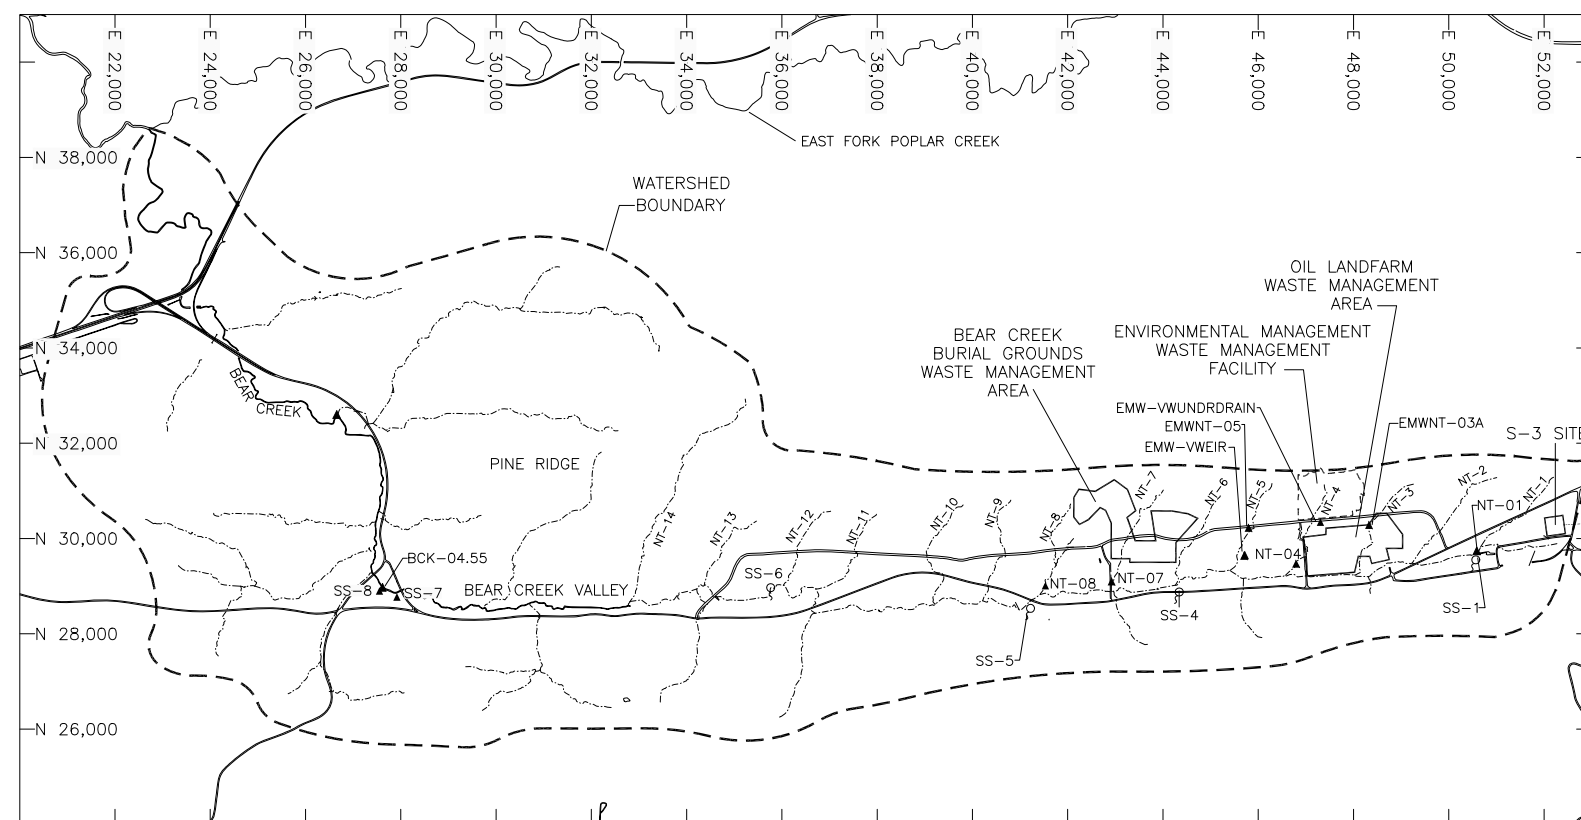 E 22,000
E 24,000
E 26,000
E 28,000
E 30,000
E 32,000
E 34,000
E 36,000
E 38,000
E 40,000
E 42,000
E 44,000
E 46,000
E 48,000
E 50,000
E 52,000
EAST FORK POPLAR CREEK
N 38,000
WATERSHED
BOUNDARY
N 36,000
OIL LANDFARM
WASTE MANAGEMENT
AREA
N 34,000
BEAR CREEK
BURIAL GROUNDS
WASTE MANAGEMENT
AREA
ENVIRONMENTAL MANAGEMENT
WASTE MANAGEMENT
FACILITY
BEAR CREEK
EMW-VWUNDRDRAIN
EMWNT-05
EMW-VWEIR
EMWNT-03A
S-3 SITE
N 32,000
PINE RIDGE
NT-14
NT-13
NT-12
NT-11
NT-10
NT-9
NT-8
NT-7
NT-6
NT-5
NT-4
NT-3
NT-2
NT-1
NT-01
N 30,000
BCK-04.55
SS-6
NT-04
SS-8
SS-7
BEAR CREEK VALLEY
NT-08
NT-07
SS-4
SS-1
N 28,000
SS-5
N 26,000